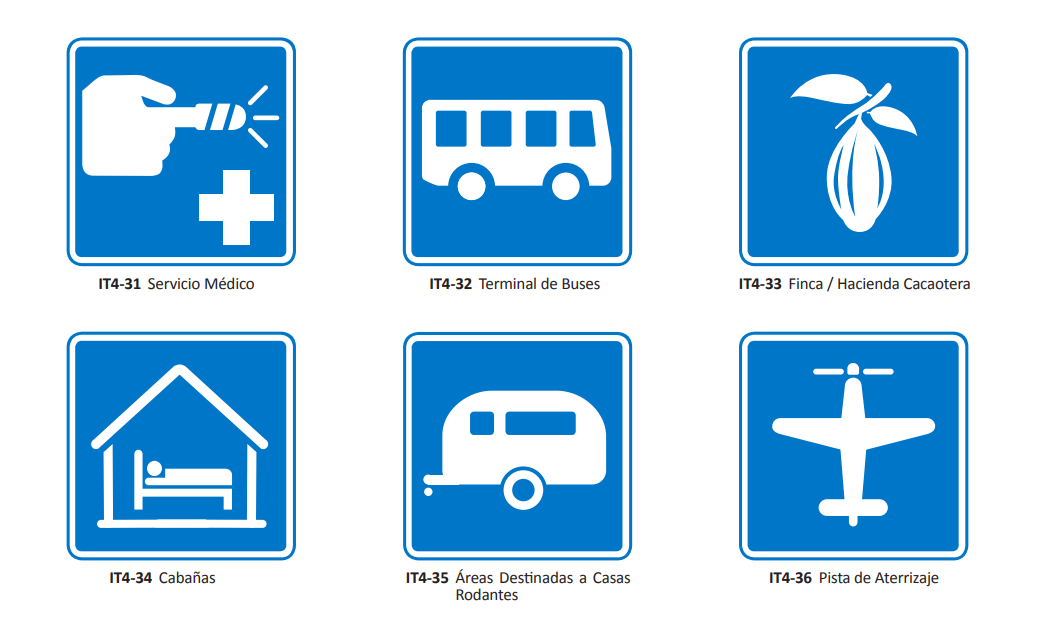 IT4-31 Servicio Médico
IT4-32 Terminal de Buses
IT4-33 Finca / Hacienda Cacaotera
IT4-34 Cabañas
IT4-35 Áreas Destinadas a Casas
Rodantes
IT4-36 Pista de Aterrizaje